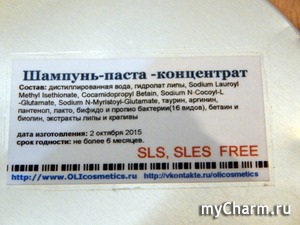 Шампунь-паста -концентрат
Состав: дистиллированная вода, гидролат липы, Sodium Lauroyl
Methyl Isethionate, Cocamidopropyl Betain, Sodium N-Cocoyl-L
-Glutamate, Sodium N-Myristoyl-Glutamate, таурин, аргинин,
пантенол, лакто, бифидо и пропио бактерии(16 видов), бетаин и
биолин, экстракты липы и крапивы
дата изготовления: 2 октября 2015
срок годности: не более 6 месяцев.
SLS, SLES FREE
http://www.OLIcosmetics.ru http://vkontakte.ru/olicosmetics
myCharm.ru